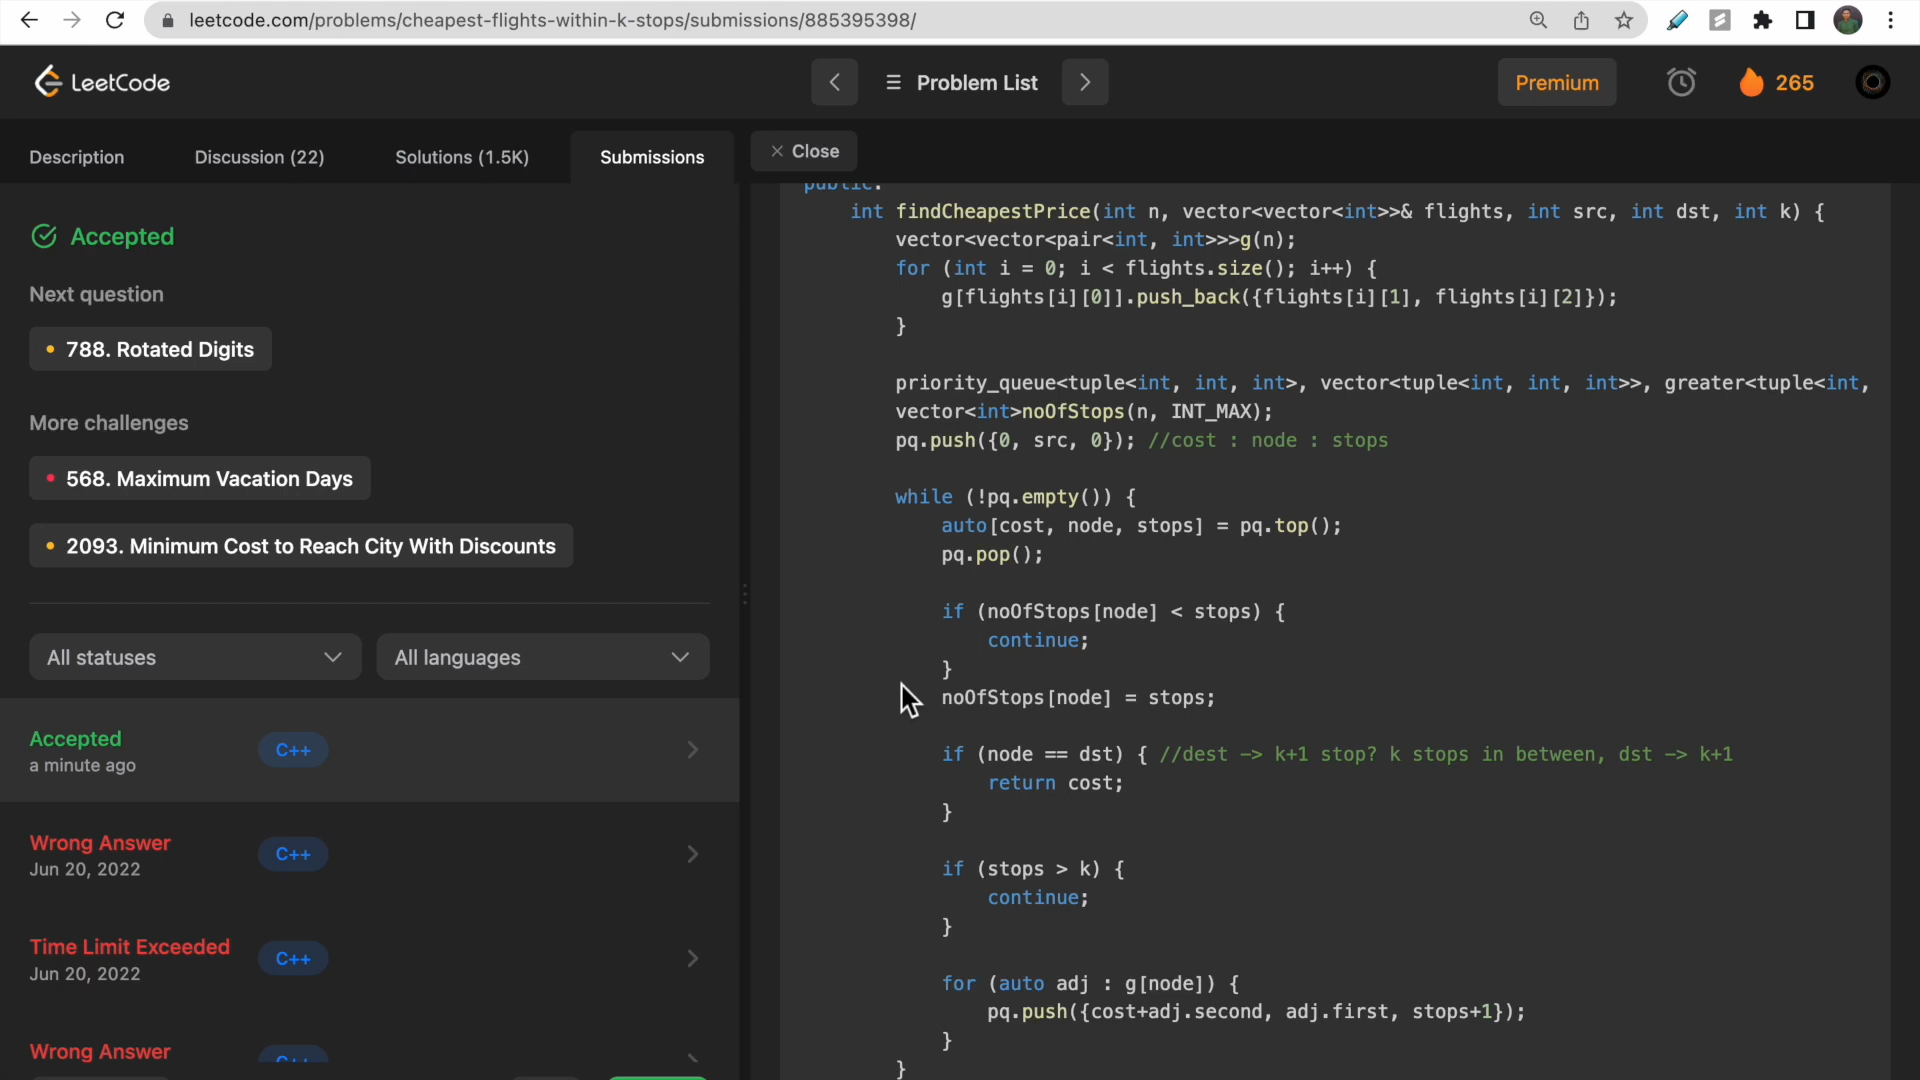 leetcode.com/problems/cheapest-flights-within-k-stops/submissions/885395398/
LeetCode
Problem List
Premium
265
Description
Discussion (22)
Solutions (1.5K)
Submissions
Close
Accepted
Next question
788. Rotated Digits
More challenges
568. Maximum Vacation Days
2093. Minimum Cost to Reach City With Discounts
All statuses
All languages
Accepted
a minute ago
C++
Wrong Answer
Jun 20, 2022
C++
Time Limit Exceeded
Jun 20, 2022
C++
Wrong Answer
C++
public:
int findCheapestPrice(int n, vector<vector<int>>& flights, int src, int dst, int k) {
vector<vector<pair<int, int>>>g(n);
for (int i = 0; i < flights.size(); i++) {
g[flights[i][0]].push_back({flights[i][1], flights[i][2]});
}
priority_queue<tuple<int, int, int>, vector<tuple<int, int, int>>, greater<tuple<int,
vector<int>noOfStops(n, INT_MAX);
pq.push({0, src, 0}); //cost : node : stops
while (!pq.empty()) {
auto[cost, node, stops] = pq.top();
pq.pop();
if (noOfStops[node] < stops) {
continue;
}
noOfStops[node] = stops;
if (node == dst) { //dest -> k+1 stop? k stops in between, dst -> k+1
return cost;
}
if (stops > k) {
continue;
}
for (auto adj : g[node]) {
pq.push({cost+adj.second, adj.first, stops+1});
}
}